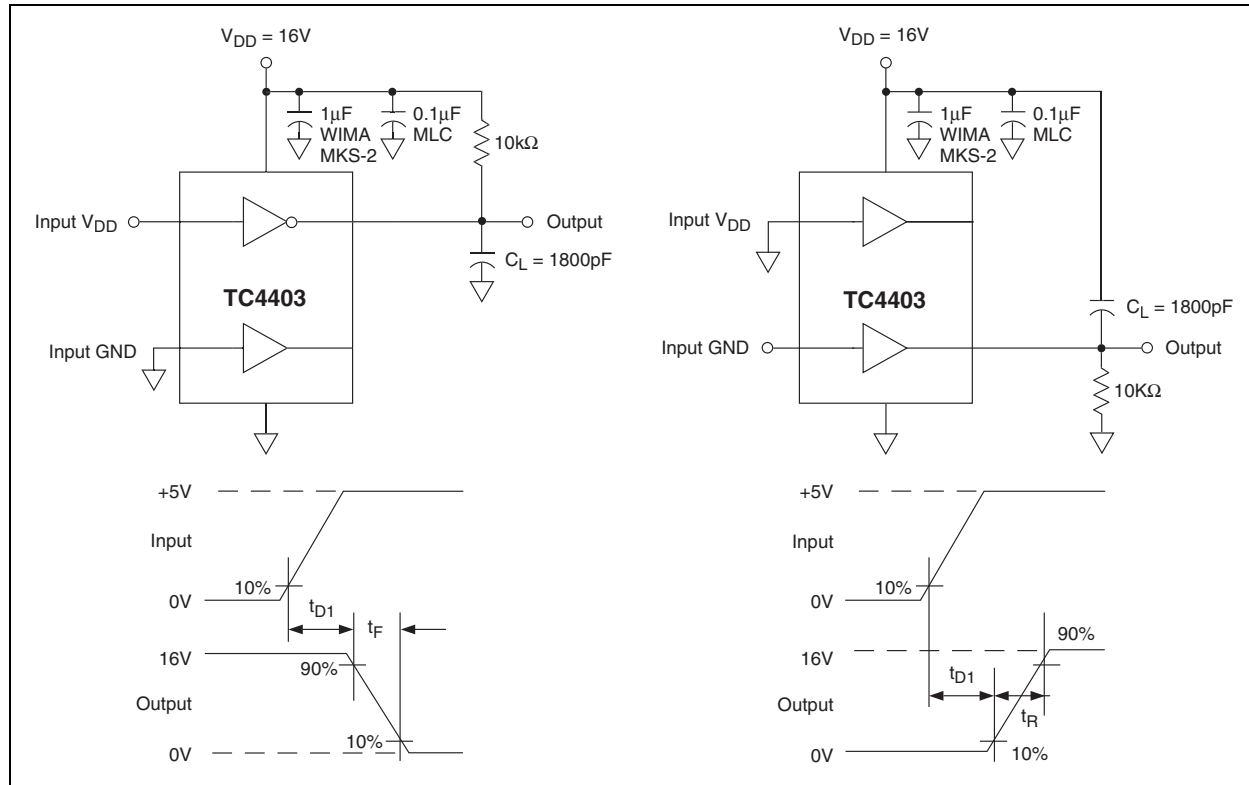 V_DD = 16V
1μF
WIMA
MKS-2
0.1μF
MLC
10kΩ
Input V_DD
Output
C_L = 1800pF
TC4403
Input GND
+5V
Input
10%
0V
t_D1
t_F
16V
90%
Output
10%
0V
V_DD = 16V
1μF
WIMA
MKS-2
0.1μF
MLC
Input V_DD
TC4403
C_L = 1800pF
Input GND
Output
10KΩ
+5V
Input
10%
0V
90%
16V
t_D1
t_R
Output
0V
10%